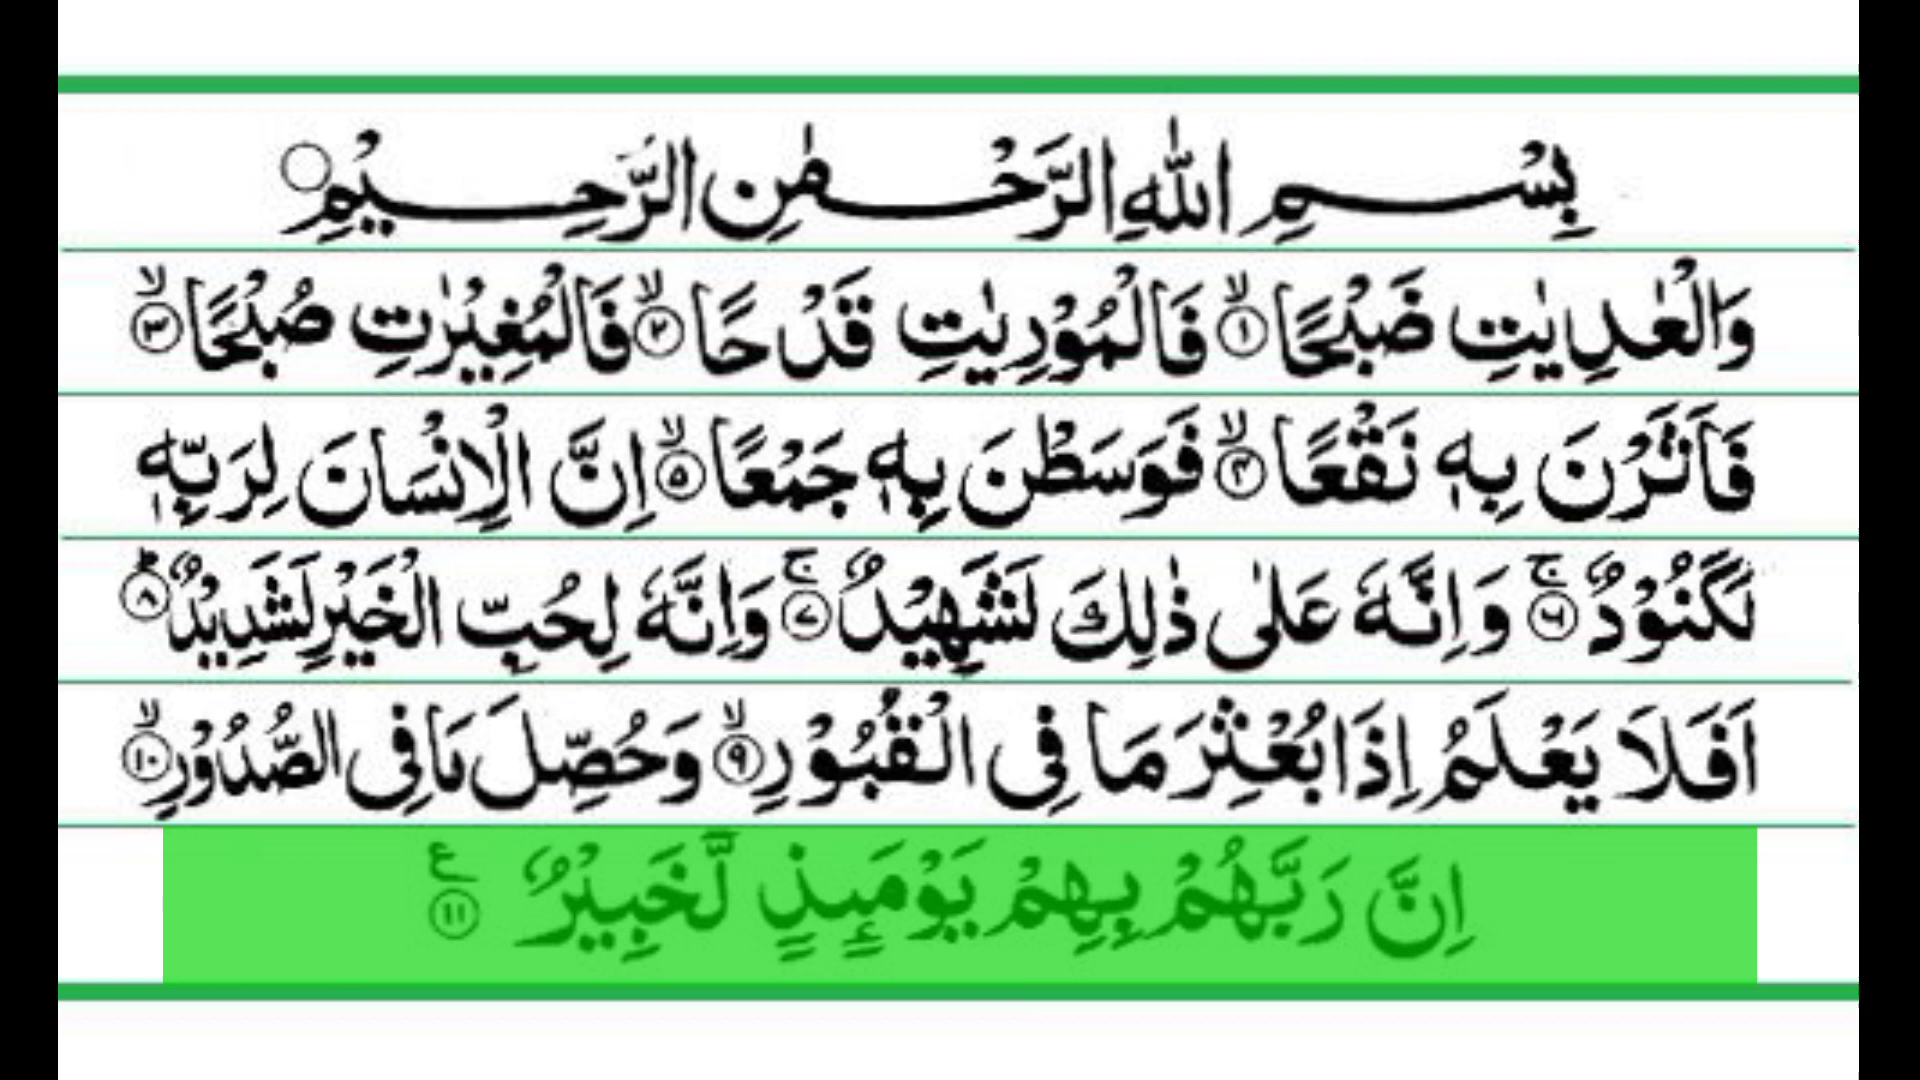 بِسْمِ اللّٰهِ الرَّحْمٰنِ الرَّحِيْمِ
وَالْعٰدِيٰتِ ضَبْحًا ۙ﴿۱﴾ فَالْمُوْرِيٰتِ قَدْحًا ۙ﴿۲﴾ فَالْمُغِيْرٰتِ صُبْحًا ۙ﴿۳﴾
فَاَثَرْنَ بِهٖ نَقْعًا ۙ﴿۴﴾ فَوَسَطْنَ بِهٖ جَمْعًا ۙ﴿۵﴾ اِنَّ الْاِنْسَانَ لِرَبِّهٖ
لَكَنُوْدٌ ۚ﴿۶﴾ وَاِنَّهٗ عَلٰى ذٰلِكَ لَشَهِيْدٌ ۚ﴿۷﴾ وَاِنَّهٗ لِحُبِّ الْخَيْرِ لَشَدِيْدٌ ؕ﴿۸﴾
اَفَلَا يَعْلَمُ اِذَا بُعْثِرَ مَا فِى الْقُبُوْرِ ۙ﴿۹﴾ وَحُصِّلَ مَا فِى الصُّدُوْرِ ۙ﴿۱۰﴾
اِنَّ رَبَّهُمْ بِهِمْ يَوْمَئِذٍ لَّخَبِيْرٌ ﴿۱۱﴾ ع